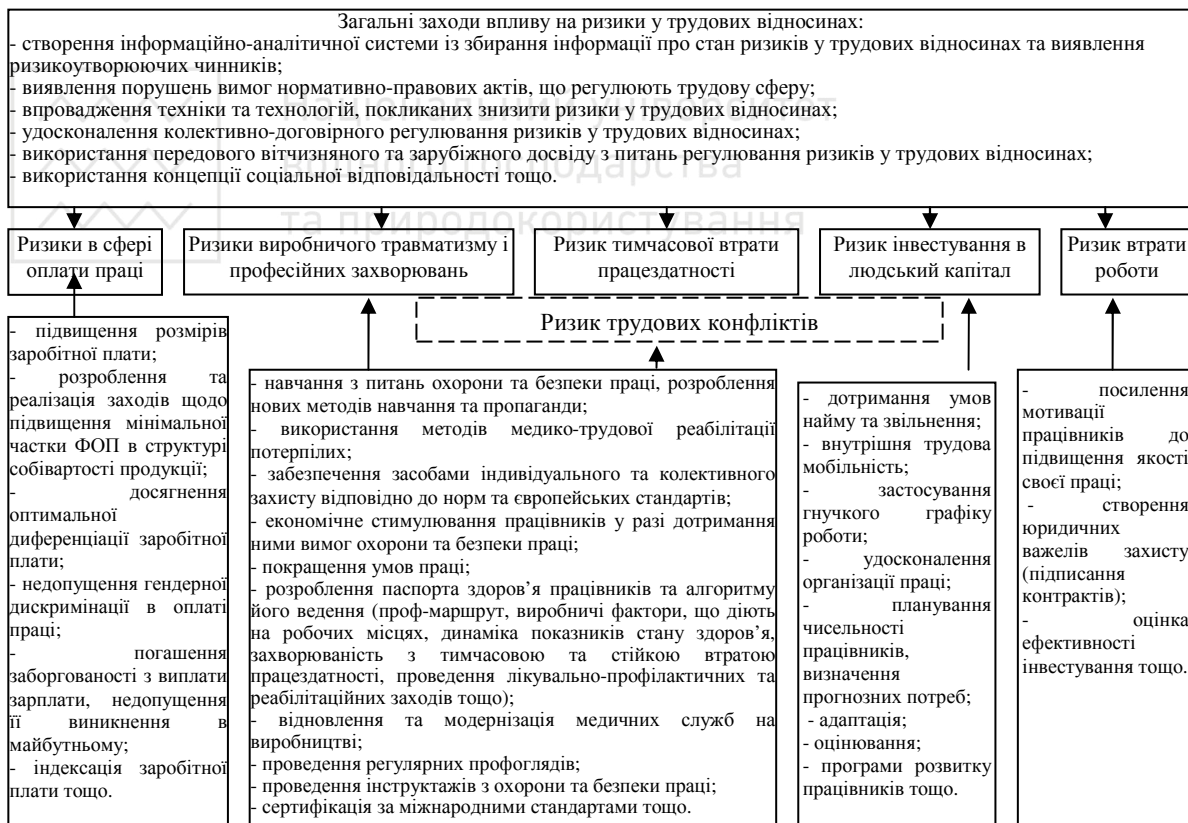 Загальні заходи впливу на ризики у трудових відносинах:
- створення інформаційно-аналітичної системи із збирання інформації про стан ризиків у трудових відносинах та виявлення
ризикоутворюючих чинників;
- виявлення порушень вимог нормативно-правових актів, що регулюють трудову сферу;
- впровадження техніки та технологій, покликаних знизити ризики у трудових відносинах;
- удосконалення колективно-договірного регулювання ризиків у трудових відносинах;
- використання передового вітчизняного та зарубіжного досвіду з питань регулювання ризиків у трудових відносинах;
- використання концепції соціальної відповідальності тощо.
Національний університет
водного господарства
та природокористування
Ризики в сфері
оплати праці
Ризики виробничого травматизму і
професійних захворювань
Ризик тимчасової втрати
працездатності
Ризик інвестування в
людський капітал
Ризик втрати
роботи
Ризик трудових конфліктів
- підвищення розмірів
заробітної плати;
- розроблення та
реалізація заходів щодо
підвищення мінімальної
частки ФОП в структурі
собівартості продукції;
- досягнення
оптимальної
диференціації заробітної
плати;
- недопущення гендерної
дискримінації в оплаті
праці;
- погашення
заборгованості з виплати
зарплати, недопущення
її виникнення в
майбутньому;
- індексація заробітної
плати тощо.
- навчання з питань охорони та безпеки праці, розроблення
нових методів навчання та пропаганди;
- використання методів медико-трудової реабілітації
потерпілих;
- забезпечення засобами індивідуального та колективного
захисту відповідно до норм та європейських стандартів;
- економічне стимулювання працівників у разі дотримання
ними вимог охорони та безпеки праці;
- покращення умов праці;
- розроблення паспорта здоров’я працівників та алгоритму
його ведення (проф-маршрут, виробничі фактори, що діють
на робочих місцях, динаміка показників стану здоров’я,
захворюваність з тимчасовою та стійкою втратою
працездатності, проведення лікувально-профілактичних та
реабілітаційних заходів тощо);
- відновлення та модернізація медичних служб на
виробництві;
- проведення регулярних профоглядів;
- проведення інструктажів з охорони та безпеки праці;
- сертифікація за міжнародними стандартами тощо.
- дотримання умов
найму та звільнення;
- внутрішня трудова
мобільність;
- застосування
гнучкого графіку
роботи;
- удосконалення
організації праці;
- планування
чисельності
працівників,
визначення
прогнозних потреб;
- адаптація;
- оцінювання;
- програми розвитку
працівників тощо.
- посилення
мотивації
працівників до
підвищення якості
своєї праці;
- створення
юридичних
важелів захисту
(підписання
контрактів);
- оцінка
ефективності
інвестування тощо.